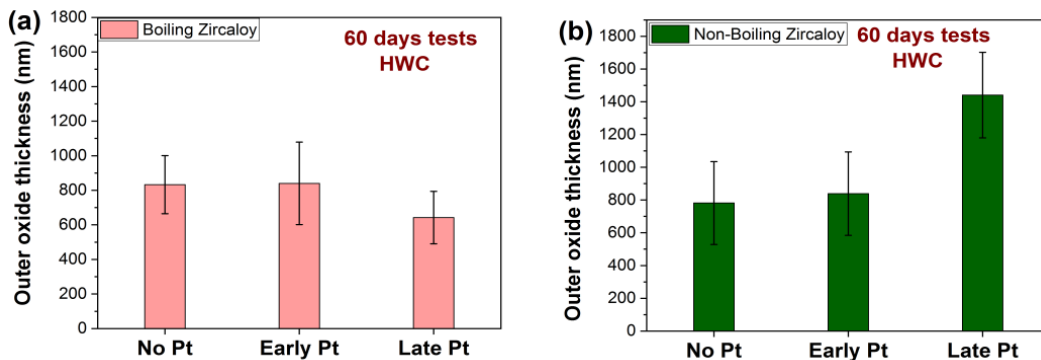 (a)
Boiling Zircaloy
60 days tests
HWC
Outer oxide thickness (nm)
1800
1600
1400
1200
1000
800
600
400
200
0
No Pt Early Pt Late Pt
(b)
Non-Boiling Zircaloy
60 days tests
HWC
Outer oxide thickness (nm)
1800
1600
1400
1200
1000
800
600
400
200
0
No Pt Early Pt Late Pt